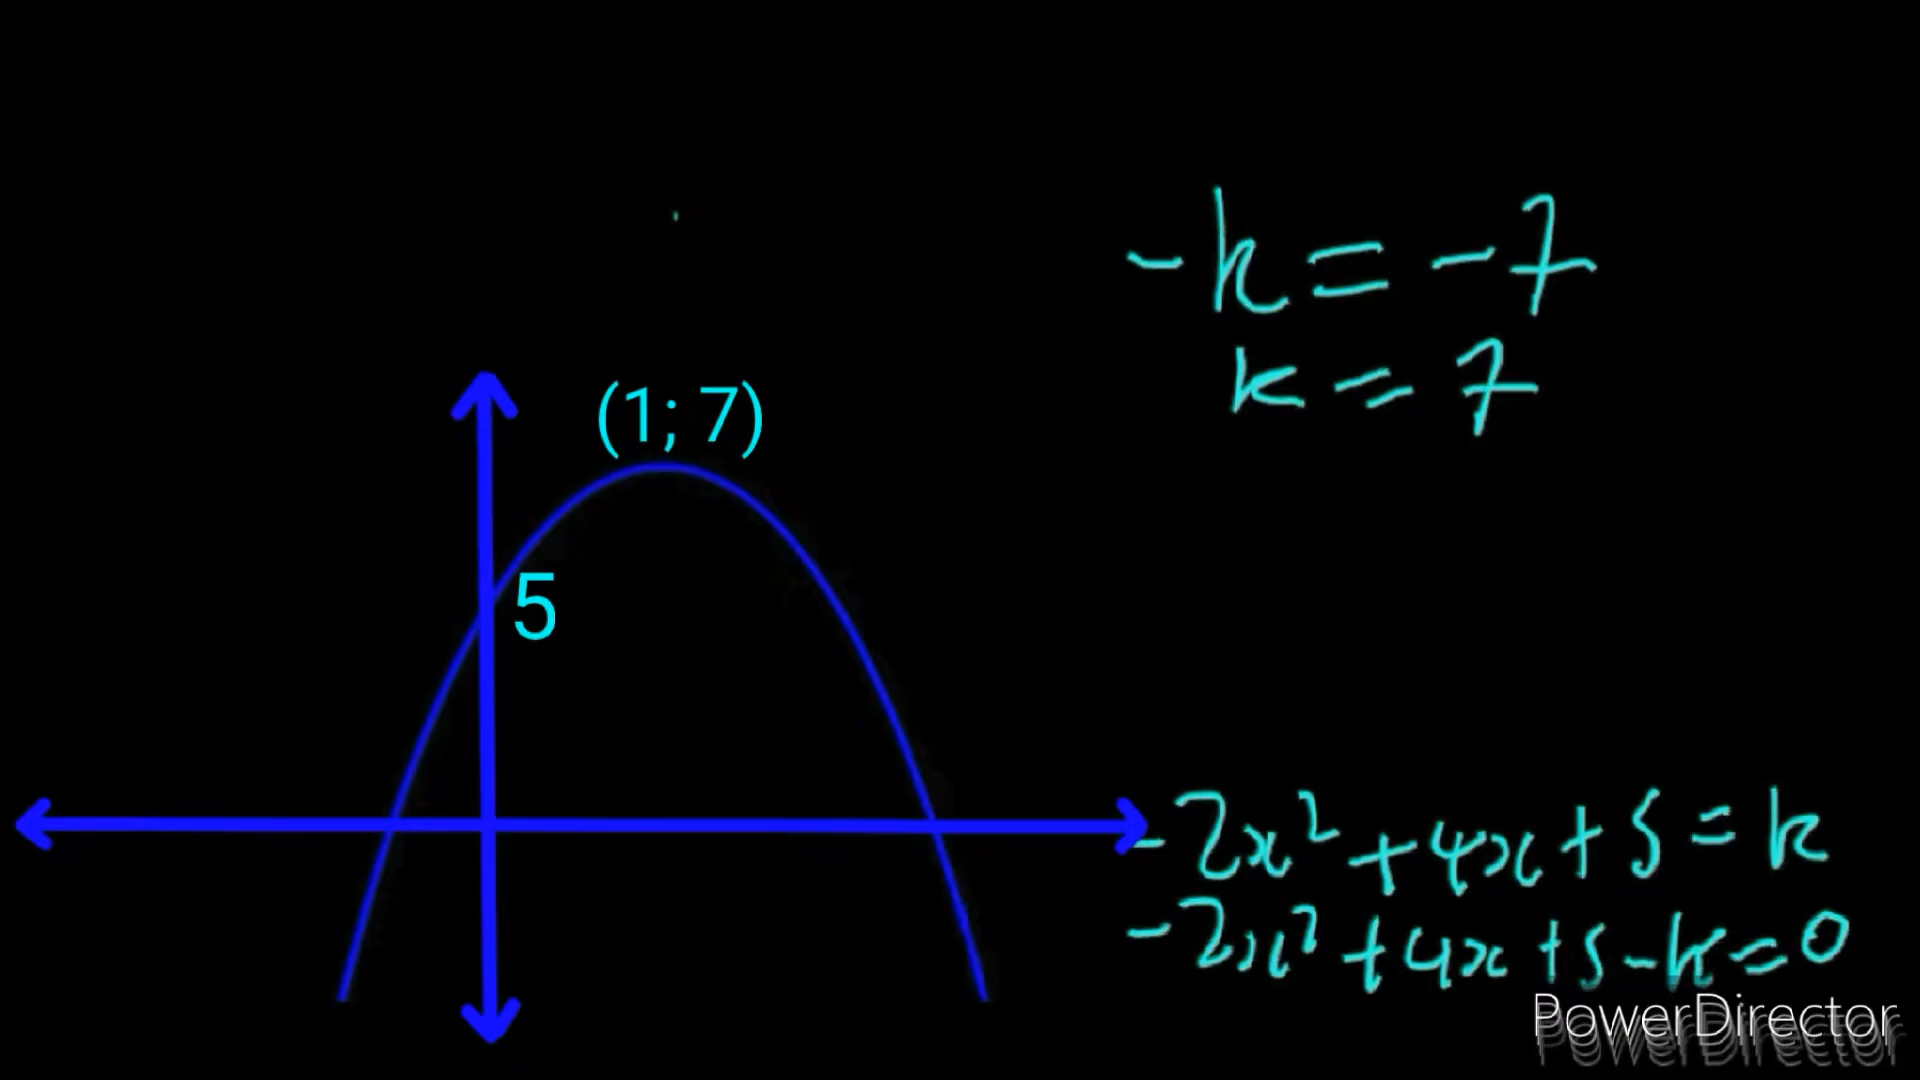 -k = -7
k = 7
(1; 7)
5
-2x² + 4x + 5 = k
-2x² + 4x + 5 - k = 0
PowerDirector